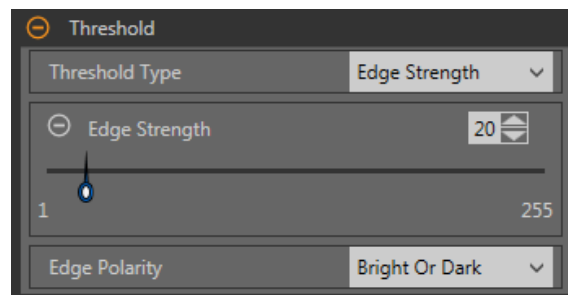 Threshold
Threshold Type Edge Strength
Edge Strength 20
1 255
Edge Polarity Bright Or Dark